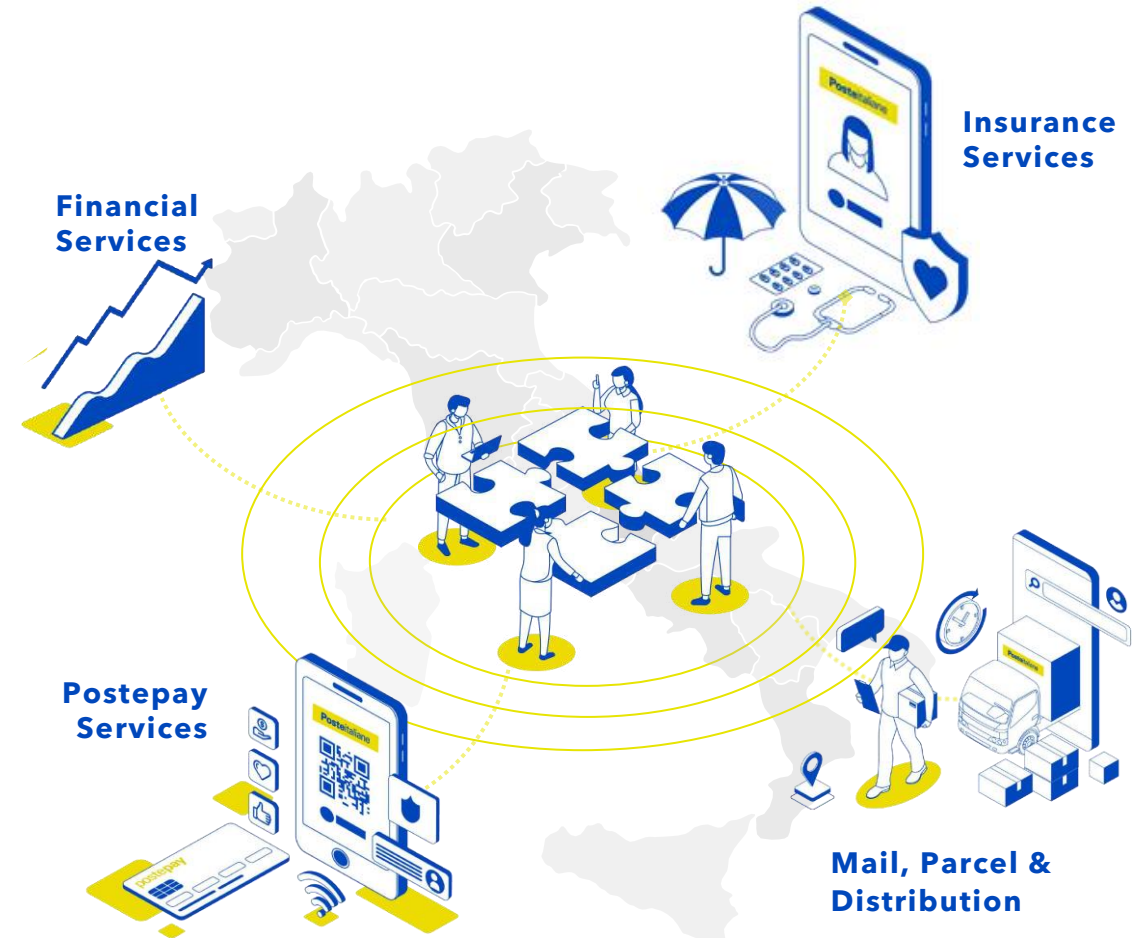 Insurance
Services
Posteitaliane
Financial
Services
Postepay
Services
Posteitaliane
postepay
Posteitaliane
Mail, Parcel &
Distribution